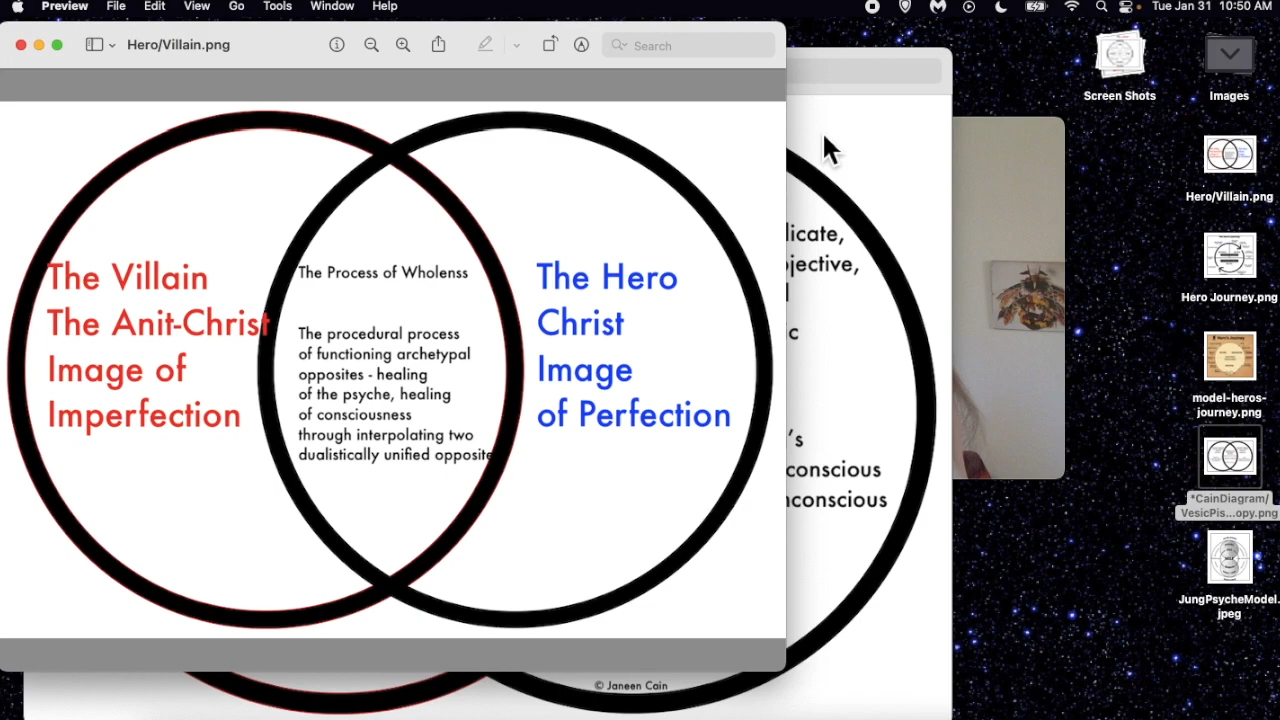 Preview File Edit View Go Tools Window Help
Tue Jan 31 10:50 AM
Hero/Villain.png
Search
The Villain
The Anit-Christ
Image of
Imperfection
The Process of Wholenss
The procedural process
of functioning archetypal
opposites - healing
of the psyche, healing
of consciousness
through interpolating two
dualistically unified opposite
The Hero
Christ
Image
of Perfection
licate,
jective,
c
's
conscious
conscious
© Janeen Cain
Screen Shots
Images
Hero/Villain.png
Hero Journey.png
model-heros-
journey.png
*CainDiagram/
VesicPis...opy.png
JungPsycheModel.
jpeg